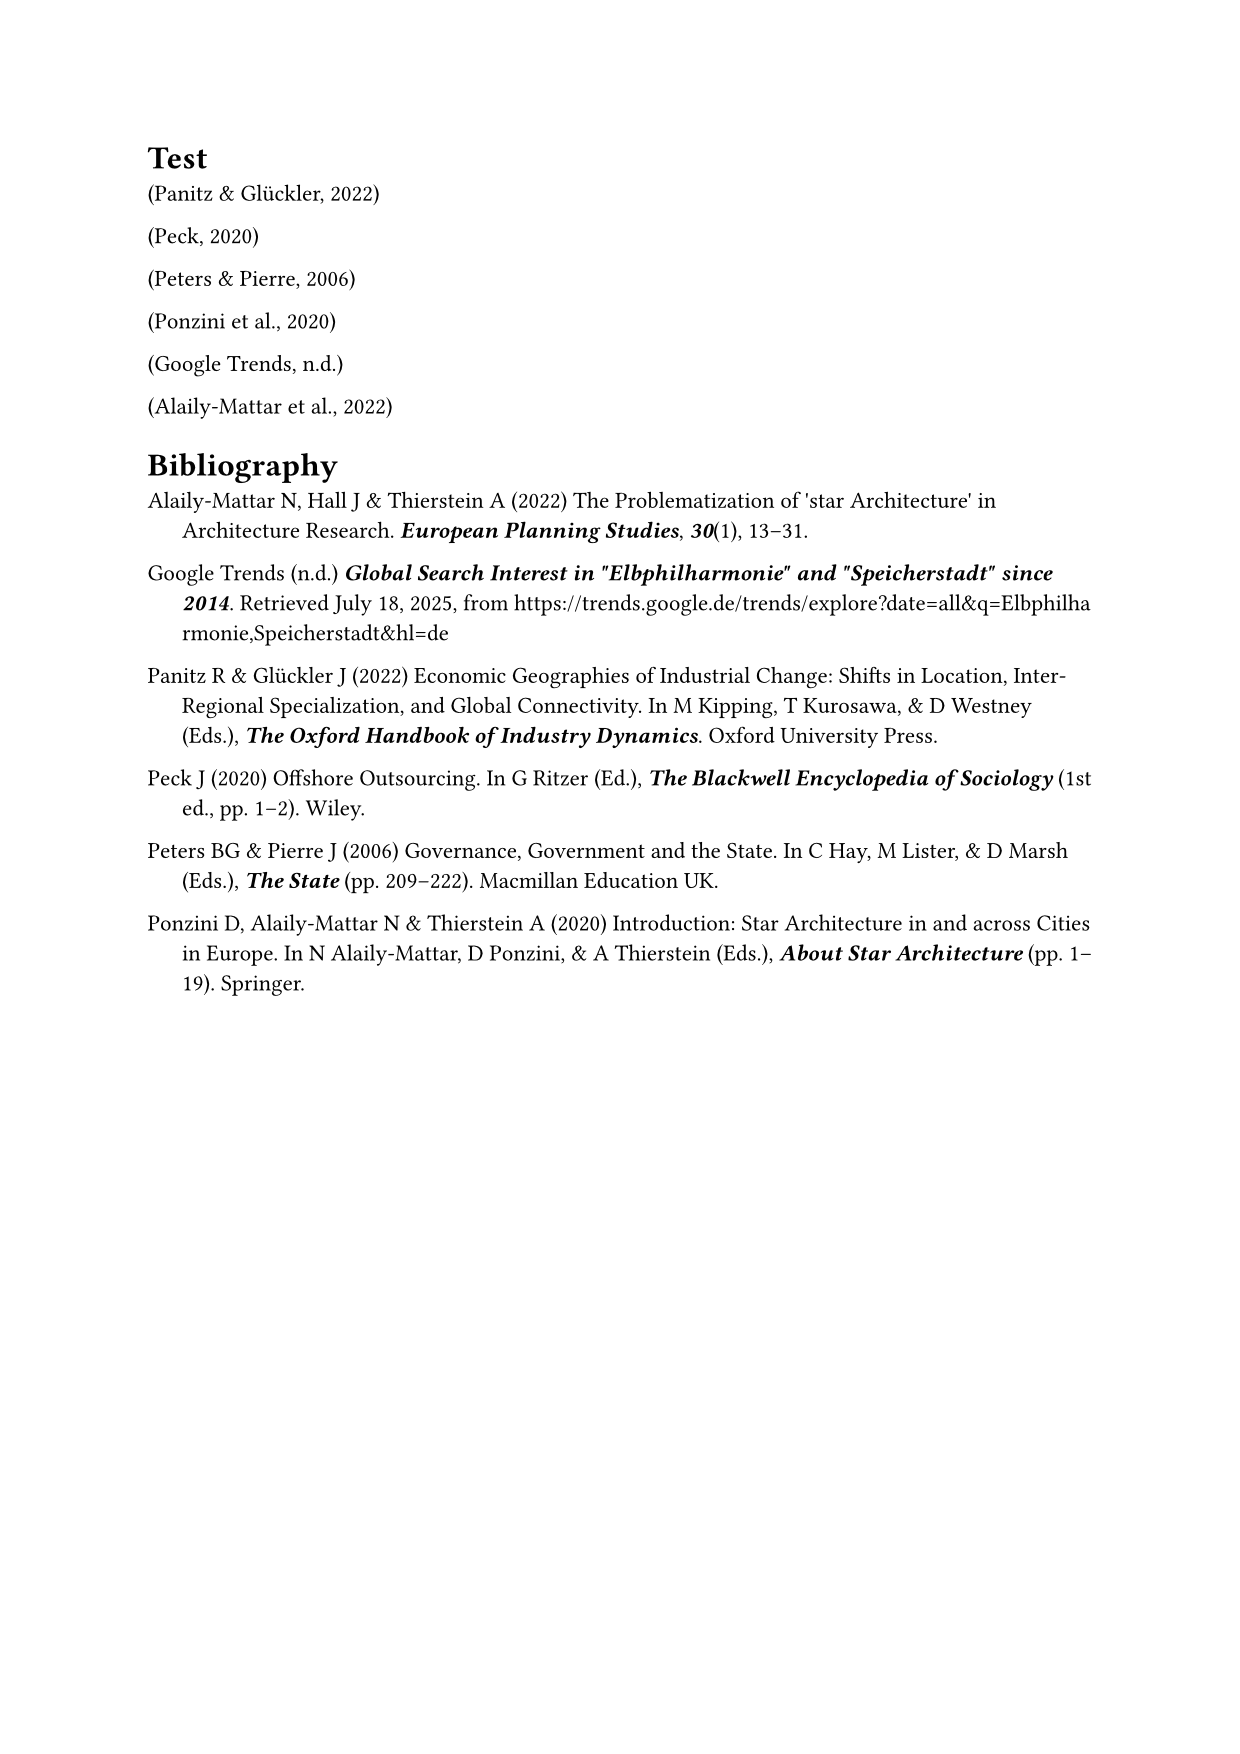 Test
(Panitz & Glückler, 2022)
(Peck, 2020)
(Peters & Pierre, 2006)
(Ponzini et al., 2020)
(Google Trends, n.d.)
(Alaily-Mattar et al., 2022)
Bibliography
Alaily-Mattar N, Hall J & Thierstein A (2022) The Problematization of 'star Architecture' in
Architecture Research. European Planning Studies, 30(1), 13–31.
Google Trends (n.d.) Global Search Interest in "Elbphilharmonie" and "Speicherstadt" since
2014. Retrieved July 18, 2025, from https://trends.google.de/trends/explore?date=all&q=Elbphilha
rmonie,Speicherstadt&hl=de
Panitz R & Glückler J (2022) Economic Geographies of Industrial Change: Shifts in Location, Inter-
Regional Specialization, and Global Connectivity. In M Kipping, T Kurosawa, & D Westney
(Eds.), The Oxford Handbook of Industry Dynamics. Oxford University Press.
Peck J (2020) Offshore Outsourcing. In G Ritzer (Ed.), The Blackwell Encyclopedia of Sociology (1st
ed., pp. 1–2). Wiley.
Peters BG & Pierre J (2006) Governance, Government and the State. In C Hay, M Lister, & D Marsh
(Eds.), The State (pp. 209–222). Macmillan Education UK.
Ponzini D, Alaily-Mattar N & Thierstein A (2020) Introduction: Star Architecture in and across Cities
in Europe. In N Alaily-Mattar, D Ponzini, & A Thierstein (Eds.), About Star Architecture (pp. 1–
19). Springer.